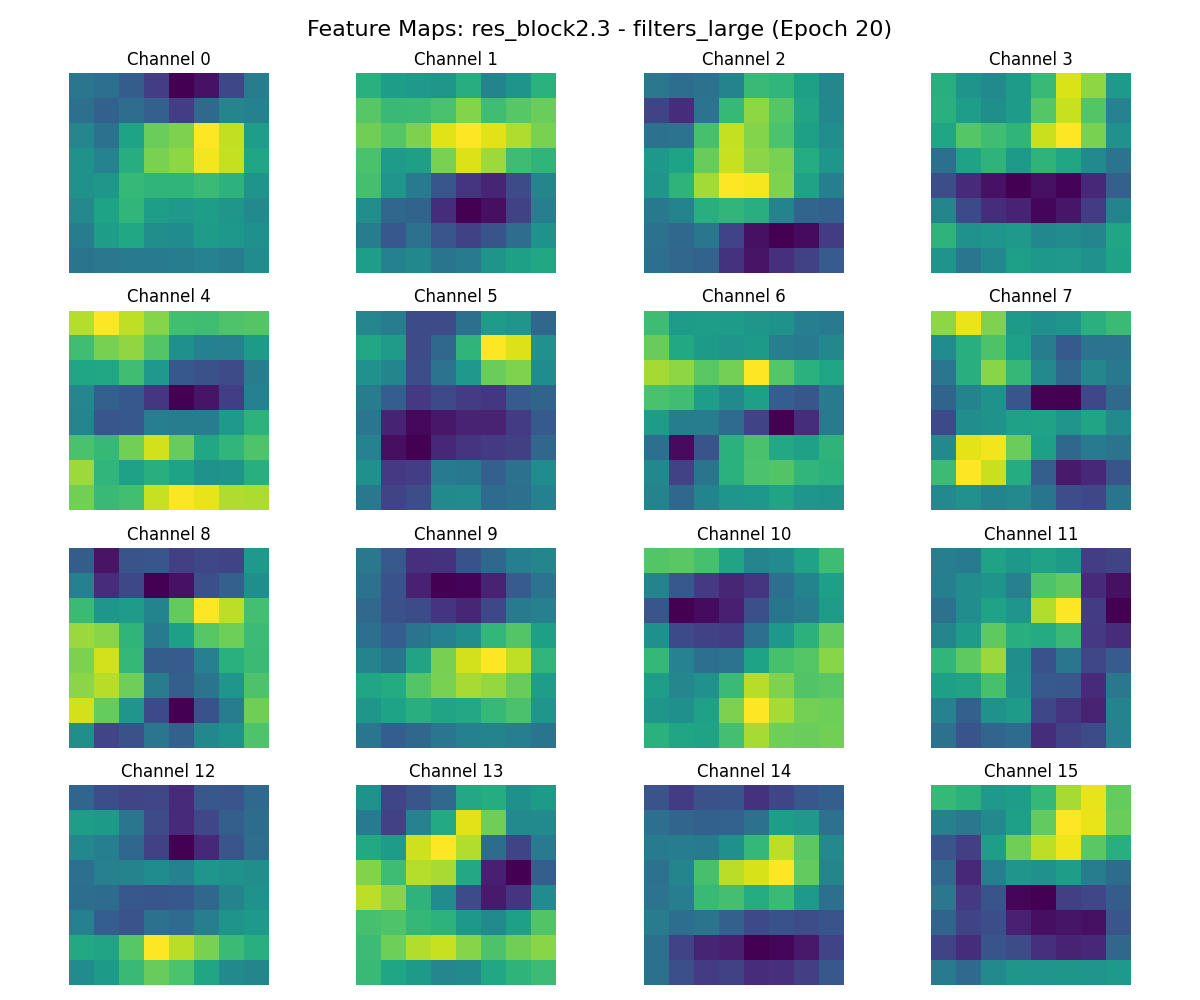 Feature Maps: res_block2.3 - filters_large (Epoch 20)
Channel 0
Channel 1
Channel 2
Channel 3
Channel 4
Channel 5
Channel 6
Channel 7
Channel 8
Channel 9
Channel 10
Channel 11
Channel 12
Channel 13
Channel 14
Channel 15